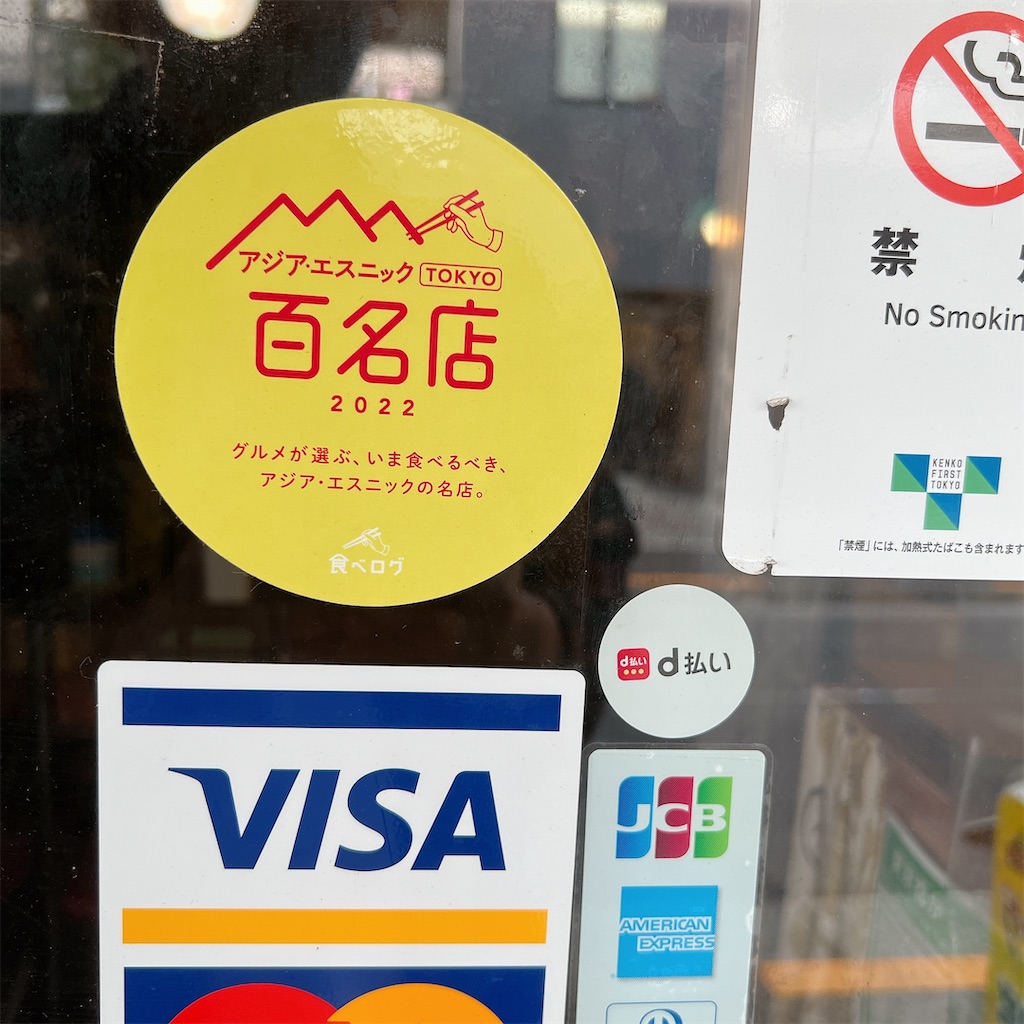 アジア・エスニック TOKYO
百名店
2022
グルメが選ぶ、いま食べるべき、
アジア・エスニックの名店。
食べログ
禁
No Smokin
KENKO
FIRST
TOKYO
「禁煙」には、加熱式たばこも含まれます
d払い
d払い
VISA
JCB
AMERICAN
EXPRESS